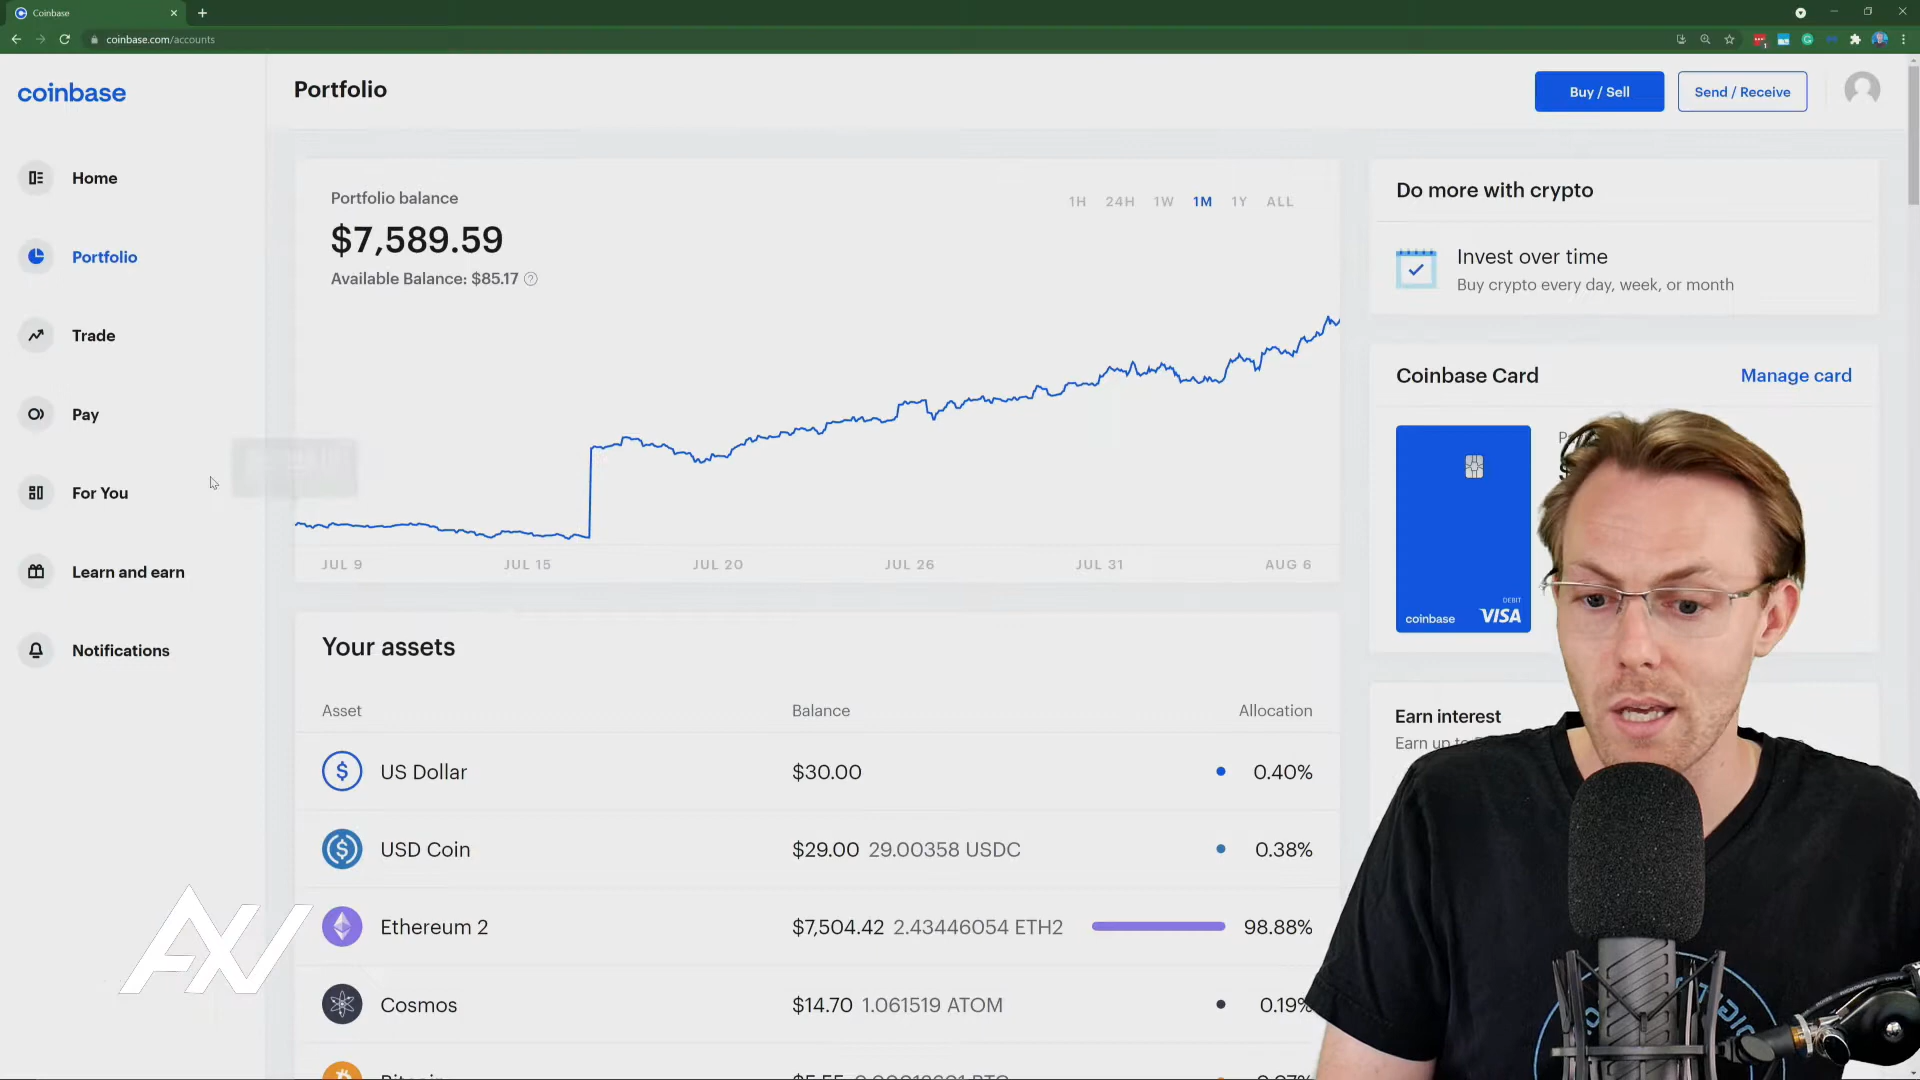 Coinbase
coinbase.com/accounts
coinbase
Portfolio
Buy / Sell
Send / Receive
Home
Portfolio
Trade
Pay
For You
Learn and earn
Notifications
Portfolio balance
$7,589.59
Available Balance: $85.17
1H 24H 1W 1M 1Y ALL
JUL 9 JUL 15 JUL 20 JUL 26 JUL 31 AUG 6
Do more with crypto
Invest over time
Buy crypto every day, week, or month
Coinbase Card
Manage card
DEBIT
coinbase VISA
Earn interest
Earn up to
Your assets
Asset Balance Allocation
US Dollar $30.00 0.40%
USD Coin $29.00 29.00358 USDC 0.38%
Ethereum 2 $7,504.42 2.43446054 ETH2 98.88%
Cosmos $14.70 1.061519 ATOM 0.19%